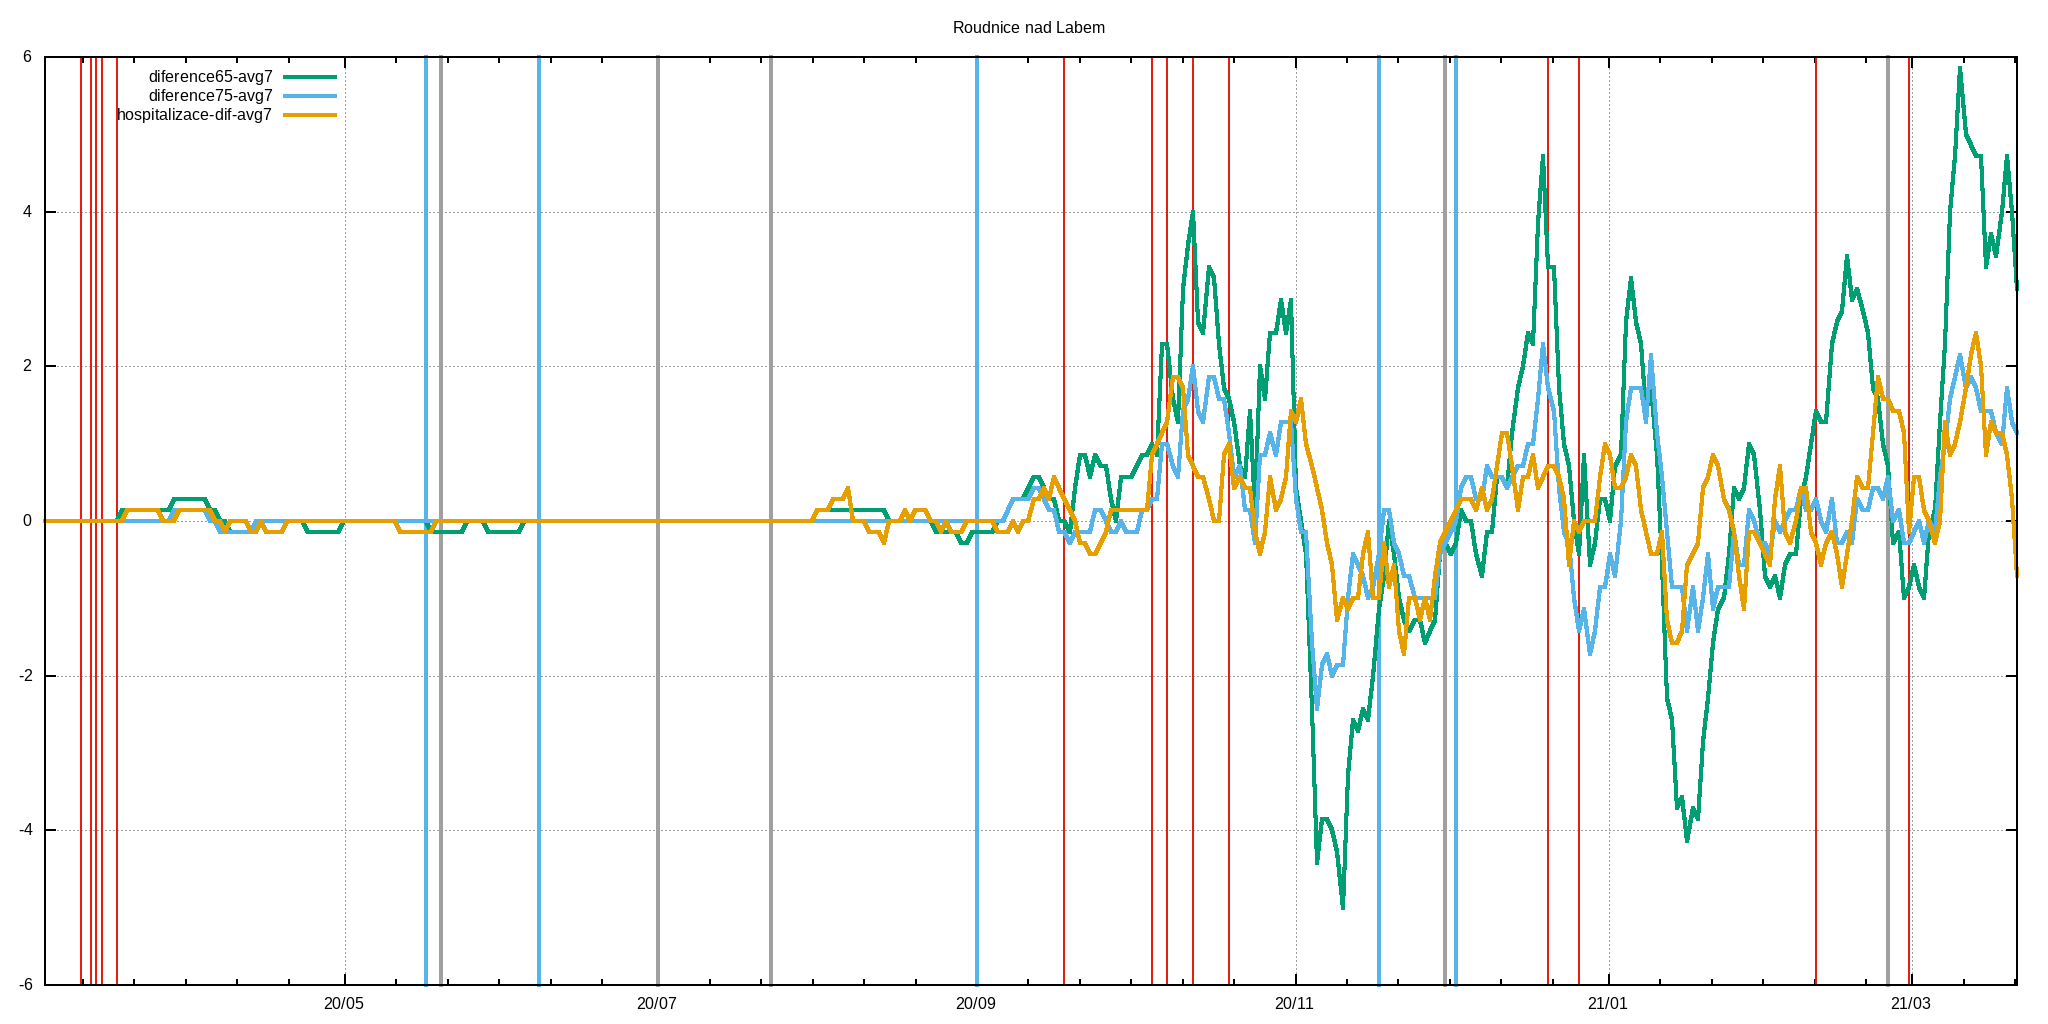 Roudnice nad Labem
diference65-avg7
diference75-avg7
hospitalizace-dif-avg7
6
4
2
0
-2
-4
-6
20/05 20/07 20/09 20/11 21/01 21/03